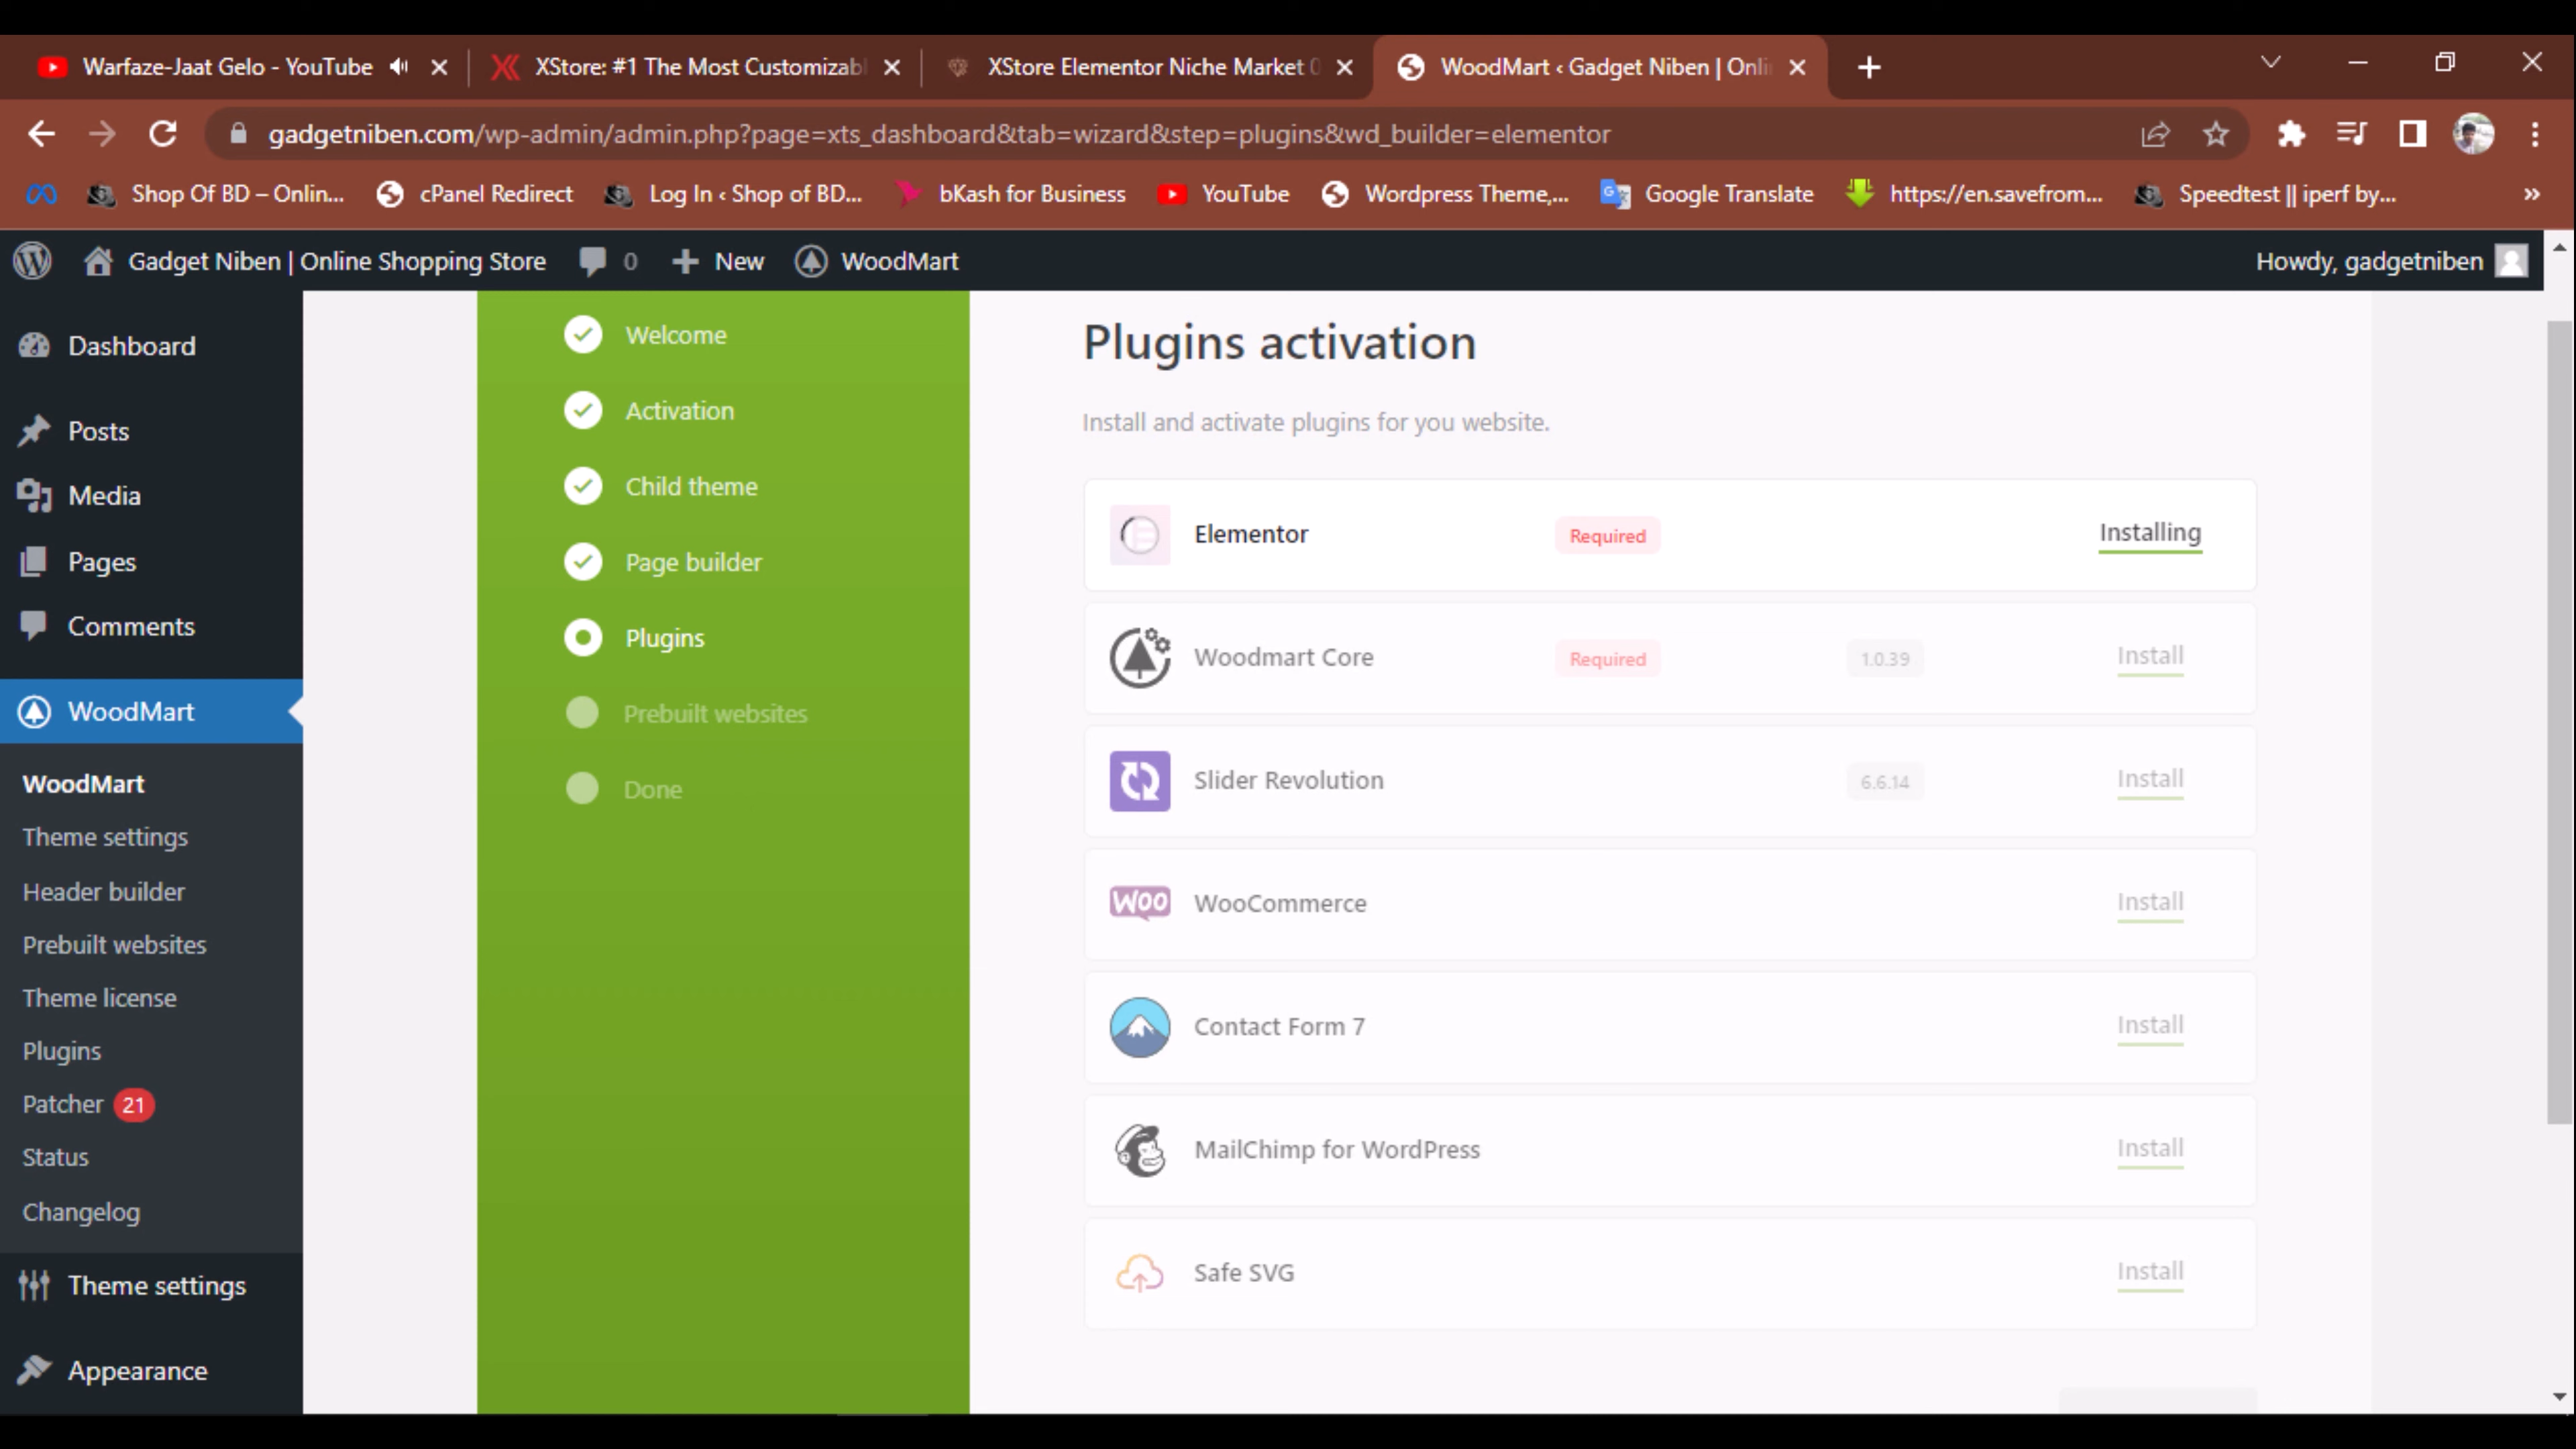 Warfaze-Jaat Gelo - YouTube
XStore: #1 The Most Customizabl
XStore Elementor Niche Market
WoodMart ‹ Gadget Niben | Onli
gadgetniben.com/wp-admin/admin.php?page=xts_dashboard&tab=wizard&step=plugins&wd_builder=elementor
Shop Of BD – Onlin...
cPanel Redirect
Log In ‹ Shop of BD...
bKash for Business
YouTube
Wordpress Theme,...
Google Translate
https://en.savefrom...
Speedtest || iperf by...
»
Gadget Niben | Online Shopping Store
0
New
WoodMart
Howdy, gadgetniben
Dashboard
Posts
Media
Pages
Comments
WoodMart
WoodMart
Theme settings
Header builder
Prebuilt websites
Theme license
Plugins
Patcher 21
Status
Changelog
Theme settings
Appearance
Welcome
Activation
Child theme
Page builder
Plugins
Prebuilt websites
Done
Plugins activation
Install and activate plugins for you website.
Elementor Required Installing
Woodmart Core Required 1.0.39 Install
Slider Revolution 6.6.14 Install
Woo WooCommerce Install
Contact Form 7 Install
MailChimp for WordPress Install
Safe SVG Install